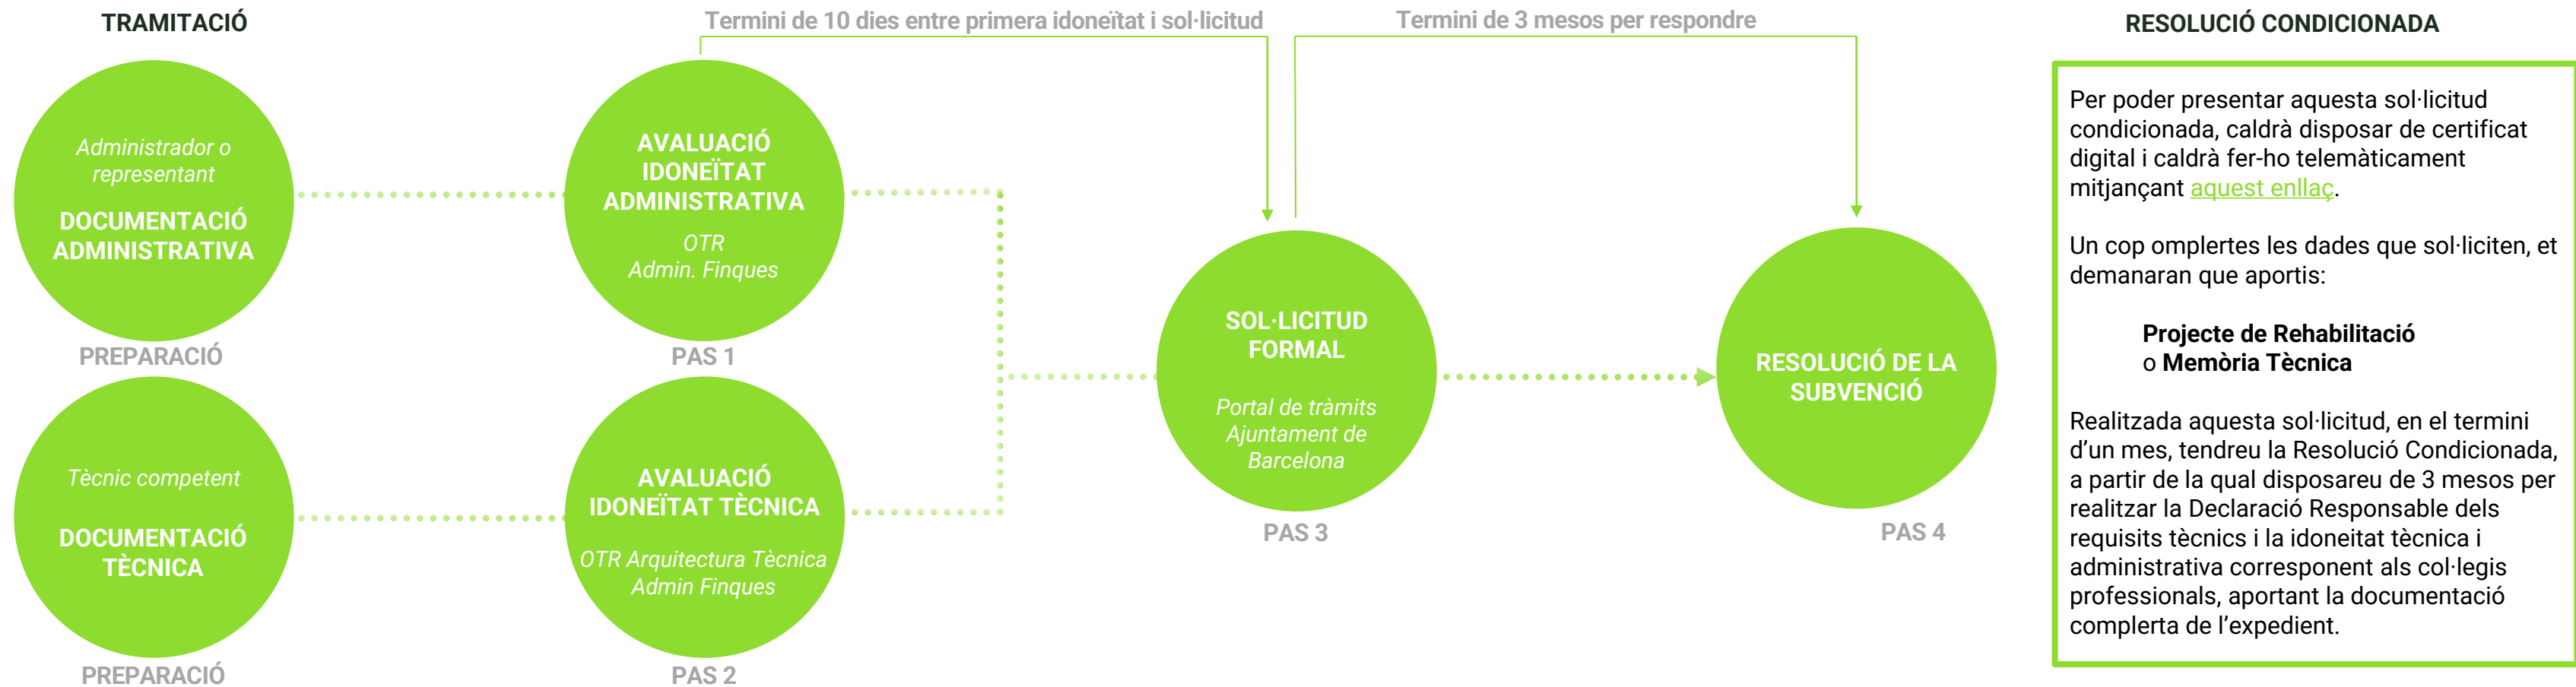 TRAMITACIÓ
Termini de 10 dies entre primera idoneïtat i sol·licitud
Termini de 3 mesos per respondre
Administrador o
representant
DOCUMENTACIÓ
ADMINISTRATIVA
PREPARACIÓ
AVALUACIÓ
IDONEÏTAT
ADMINISTRATIVA
OTR
Admin. Finques
PAS 1
Tècnic competent
DOCUMENTACIÓ
TÈCNICA
PREPARACIÓ
AVALUACIÓ
IDONEÏTAT TÈCNICA
OTR Arquitectura Tècnica
Admin Finques
PAS 2
SOL·LICITUD
FORMAL
Portal de tràmits
Ajuntament de
Barcelona
PAS 3
RESOLUCIÓ DE LA
SUBVENCIÓ
PAS 4
RESOLUCIÓ CONDICIONADA
Per poder presentar aquesta sol·licitud
condicionada, caldrà disposar de certificat
digital i caldrà fer-ho telemàticament
mitjançant aquest enllaç.
Un cop omplertes les dades que sol·liciten, et
demanaran que aportis:
Projecte de Rehabilitació
o Memòria Tècnica
Realitzada aquesta sol·licitud, en el termini
d’un mes, tendreu la Resolució Condicionada,
a partir de la qual disposareu de 3 mesos per
realitzar la Declaració Responsable dels
requisits tècnics i la idoneitat tècnica i
administrativa corresponent als col·legis
professionals, aportant la documentació
complerta de l’expedient.